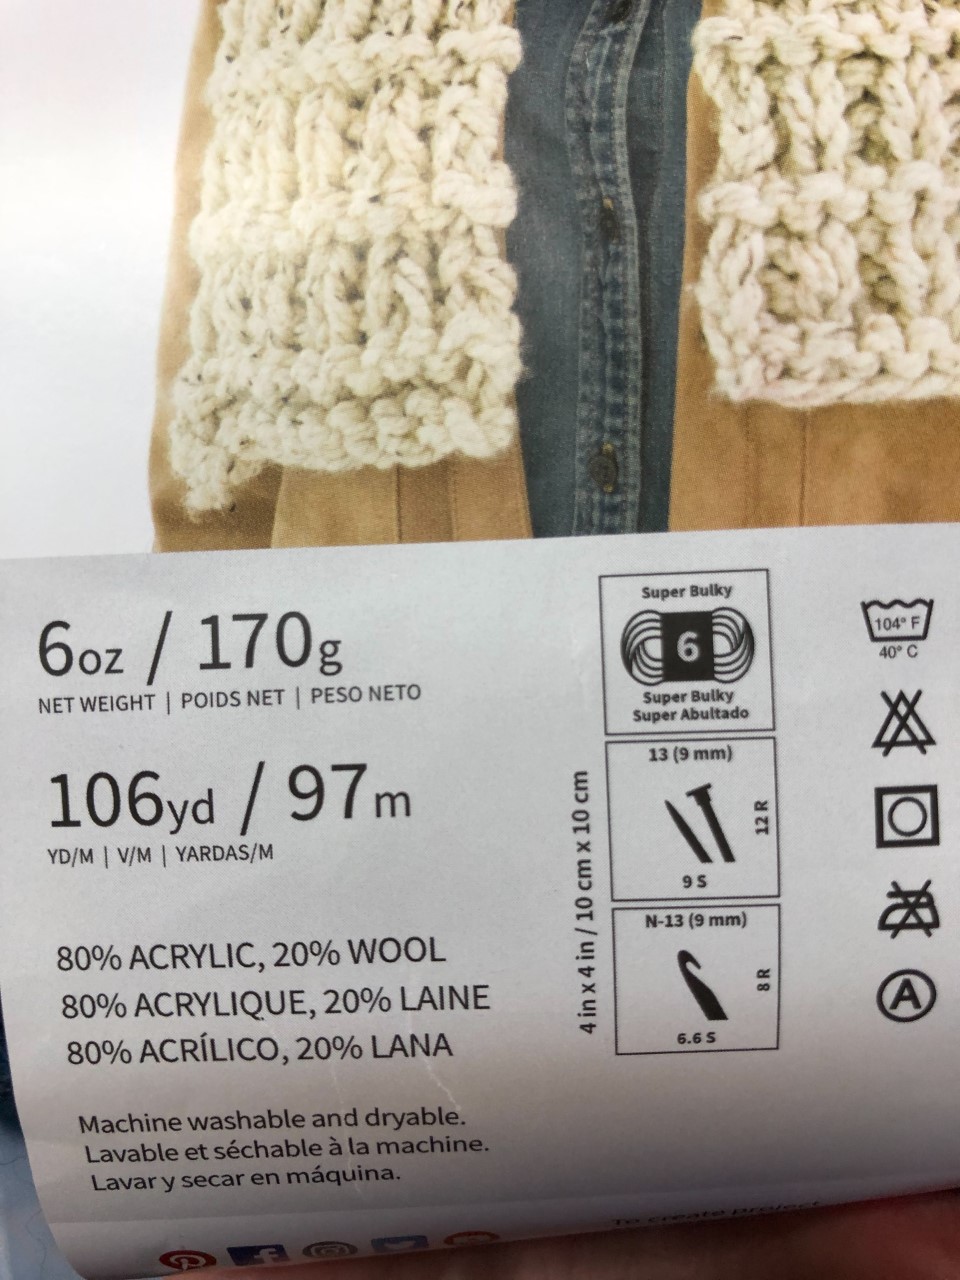 6oz / 170g
NET WEIGHT | POIDS NET | PESO NETO
106yd / 97m
YD/M | V/M | YARDAS/M
80% ACRYLIC, 20% WOOL
80% ACRYLIQUE, 20% LAINE
80% ACRÍLICO, 20% LANA
Machine washable and dryable.
Lavable et séchable à la machine.
Lavar y secar en máquina.
4 in x 4 in / 10 cm x 10 cm
Super Bulky
6
Super Bulky
Super Abultado
13 (9 mm)
12 R
9 S
N-13 (9 mm)
8 R
6.6 S
104° F
40° C
A
To create project